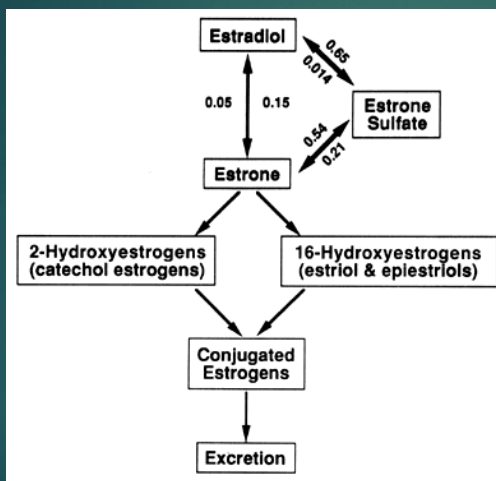 Estradiol
0.65
0.014
0.05 0.15
Estrone
Sulfate
0.54
0.21
Estrone
2-Hydroxyestrogens
(catechol estrogens)
16-Hydroxyestrogens
(estriol & epiestriols)
Conjugated
Estrogens
Excretion